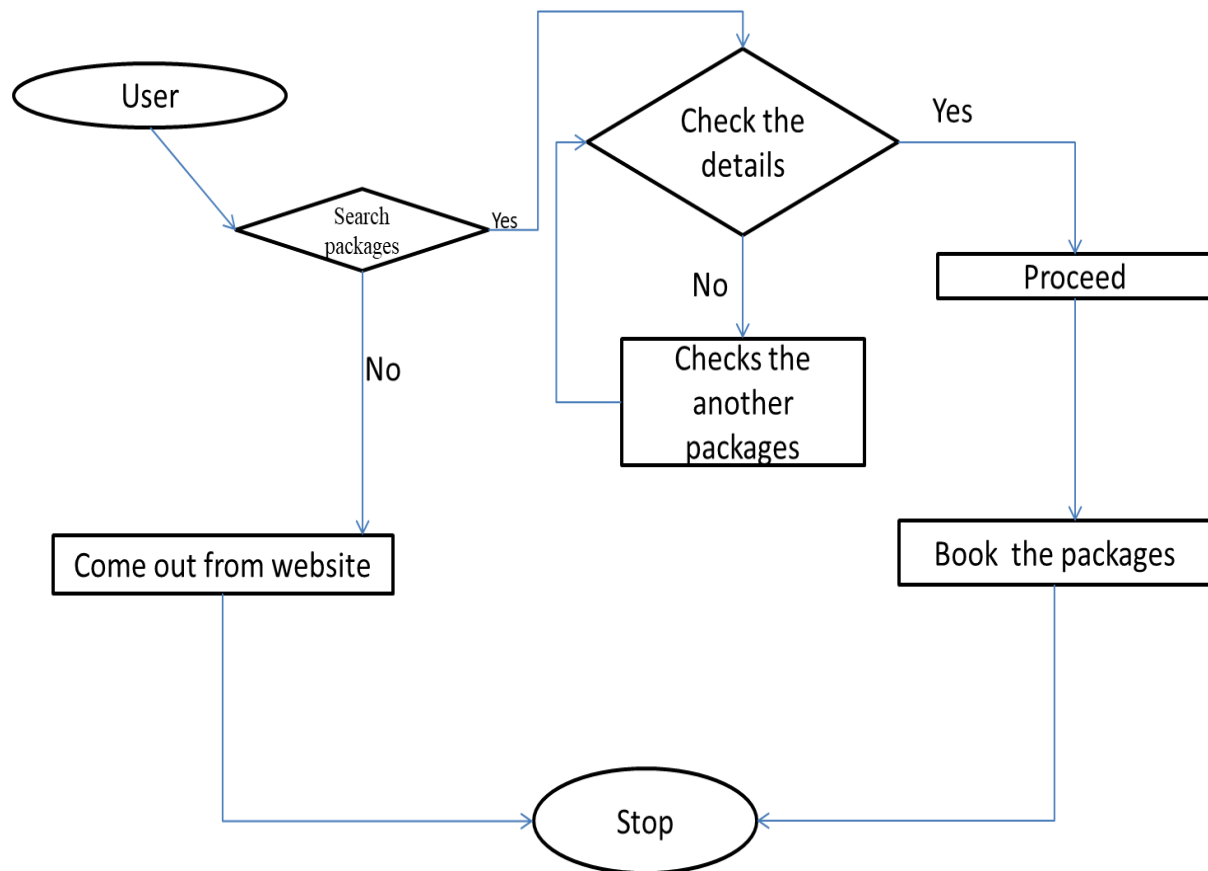 User
Search
packages
Yes
No
Check the
details
Yes
No
Checks the
another
packages
Proceed
Book  the packages
Come out from website
Stop